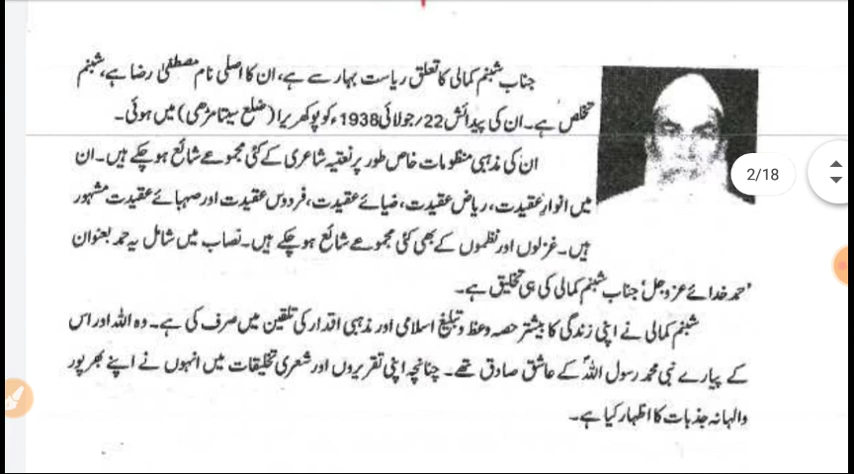 جناب شبنم کمالی کا تعلق ریاست بہار سے ہے، ان کا اصلی نام مصطفیٰ رضا ہے، شبنم
تخلص ہے۔ ان کی پیدائش 22؍جولائی 1938ء کو پوکھریرا (ضلع سیتامڑھی) میں ہوئی۔
ان کی مذہبی منظومات خاص طور پر نعتیہ شاعری کے کئی مجموعے شائع ہوچکے ہیں۔ ان
2/18
میں انوارِ عقیدت، ریاض عقیدت، ضیائے عقیدت، فردوس عقیدت اور صہبائے عقیدت مشہور
ہیں۔ غزلوں اور نظموں کے بھی کئی مجموعے شائع ہوچکے ہیں۔ نصاب میں شامل یہ حمد بعنوان
'حمد خدائے عزوجل' جناب شبنم کمالی کی ہی تخلیق ہے۔
شبنم کمالی نے اپنی زندگی کا بیشتر حصہ وعظ و تبلیغ اسلامی اور مذہبی اقدار کی تلقین میں صرف کی ہے۔ وہ اللہ اور اس
کے پیارے نبی محمد رسول اللہؐ کے عاشق صادق تھے۔ چنانچہ اپنی تقریروں اور شعری تخلیقات میں انہوں نے اپنے بھرپور
والہانہ جذبات کا اظہار کیا ہے۔